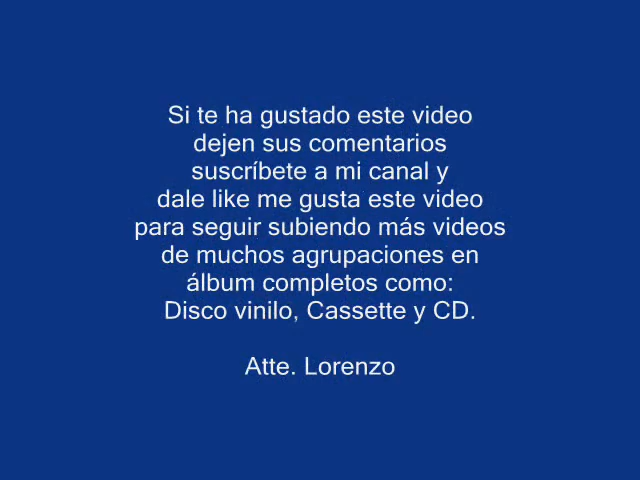 Si te ha gustado este video
dejen sus comentarios
suscríbete a mi canal y
dale like me gusta este video
para seguir subiendo más videos
de muchos agrupaciones en
álbum completos como:
Disco vinilo, Cassette y CD.
Atte. Lorenzo